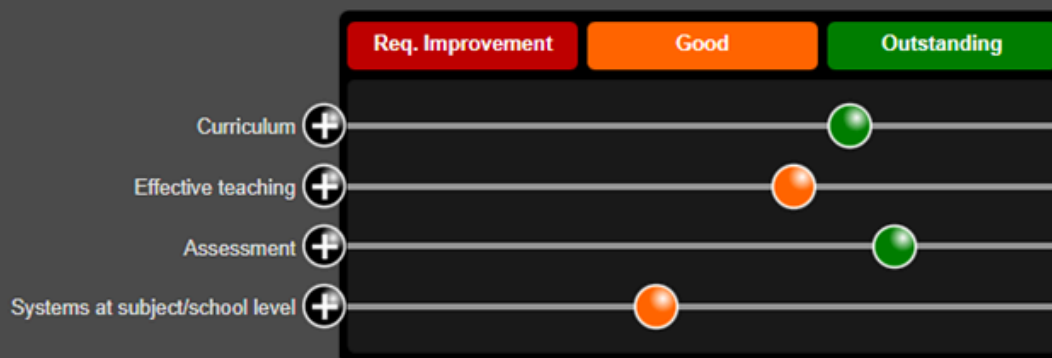 Req. Improvement Good Outstanding
Curriculum
Effective teaching
Assessment
Systems at subject/school level